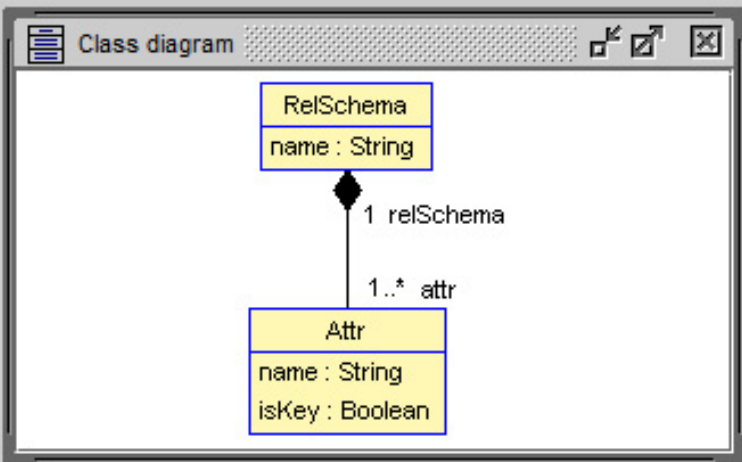 Class diagram
RelSchema
name : String
1 relSchema
1..* attr
Attr
name : String
isKey : Boolean